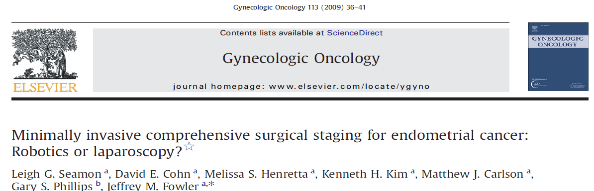 Gynecologic Oncology 113 (2009) 36–41
Contents lists available at ScienceDirect
Gynecologic Oncology
journal homepage: www.elsevier.com/locate/ygyno
ELSEVIER
GYNECOLOGIC
ONCOLOGY
Minimally invasive comprehensive surgical staging for endometrial cancer:
Robotics or laparoscopy?☆
Leigh G. Seamon a, David E. Cohn a, Melissa S. Henretta a, Kenneth H. Kim a, Matthew J. Carlson a,
Gary S. Phillips b, Jeffrey M. Fowler a,*